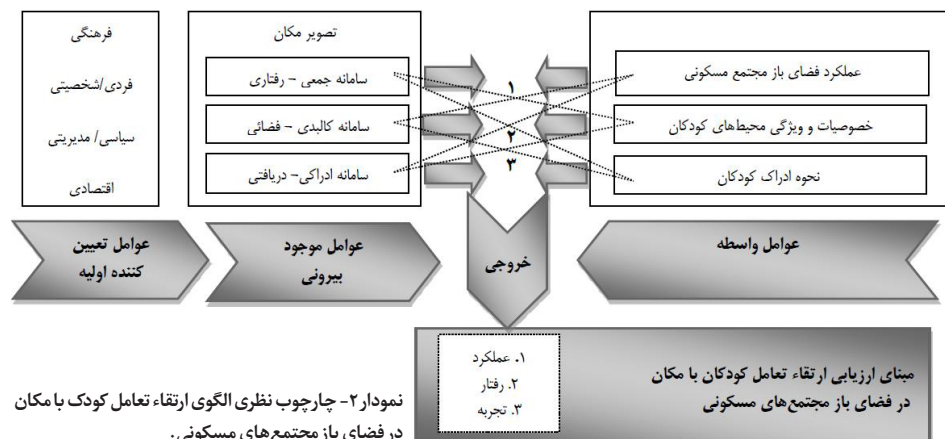 فرهنگی
فردی/شخصیتی
سیاسی/ مدیریتی
اقتصادی
تصویر مکان
سامانه جمعی – رفتاری
سامانه کالبدی – فضائی
سامانه ادراکی– دریافتی
۱
۲
۳
عملکرد فضای باز مجتمع مسکونی
خصوصیات و ویژگی محیط‌های کودکان
نحوه ادراک کودکان
عوامل تعیین
کننده اولیه
عوامل موجود
بیرونی
خروجی
عوامل واسطه
۱. عملکرد
۲. رفتار
۳. تجربه
مبنای ارزیابی ارتقاء تعامل کودکان با مکان
در فضای باز مجتمع‌های مسکونی
نمودار۲- چارچوب نظری الگوی ارتقاء تعامل کودک با مکان
در فضای باز مجتمع‌های مسکونی.